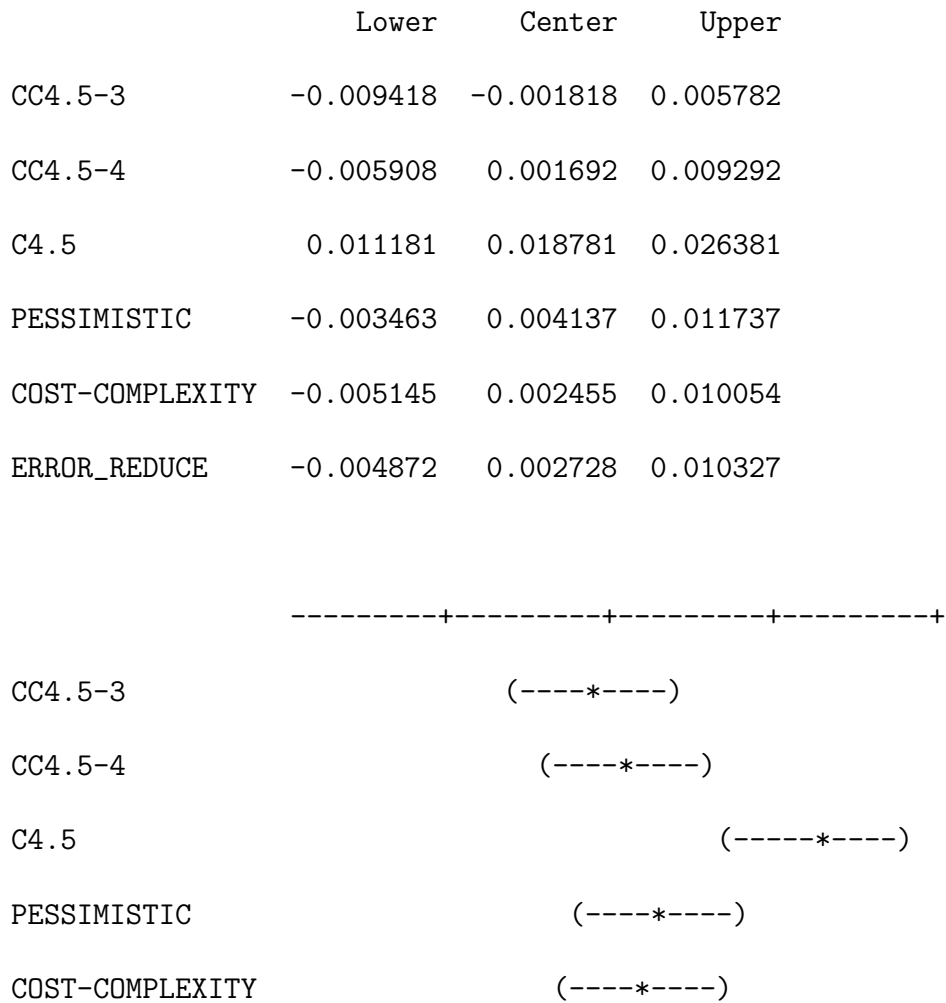 Lower Center Upper
CC4.5-3 -0.009418 -0.001818 0.005782
CC4.5-4 -0.005908 0.001692 0.009292
C4.5 0.011181 0.018781 0.026381
PESSIMISTIC -0.003463 0.004137 0.011737
COST-COMPLEXITY -0.005145 0.002455 0.010054
ERROR_REDUCE -0.004872 0.002728 0.010327
---------+---------+---------+---------+
CC4.5-3 (----*----)
CC4.5-4 (----*----)
C4.5 (-----*----)
PESSIMISTIC (----*----)
COST-COMPLEXITY (----*----)